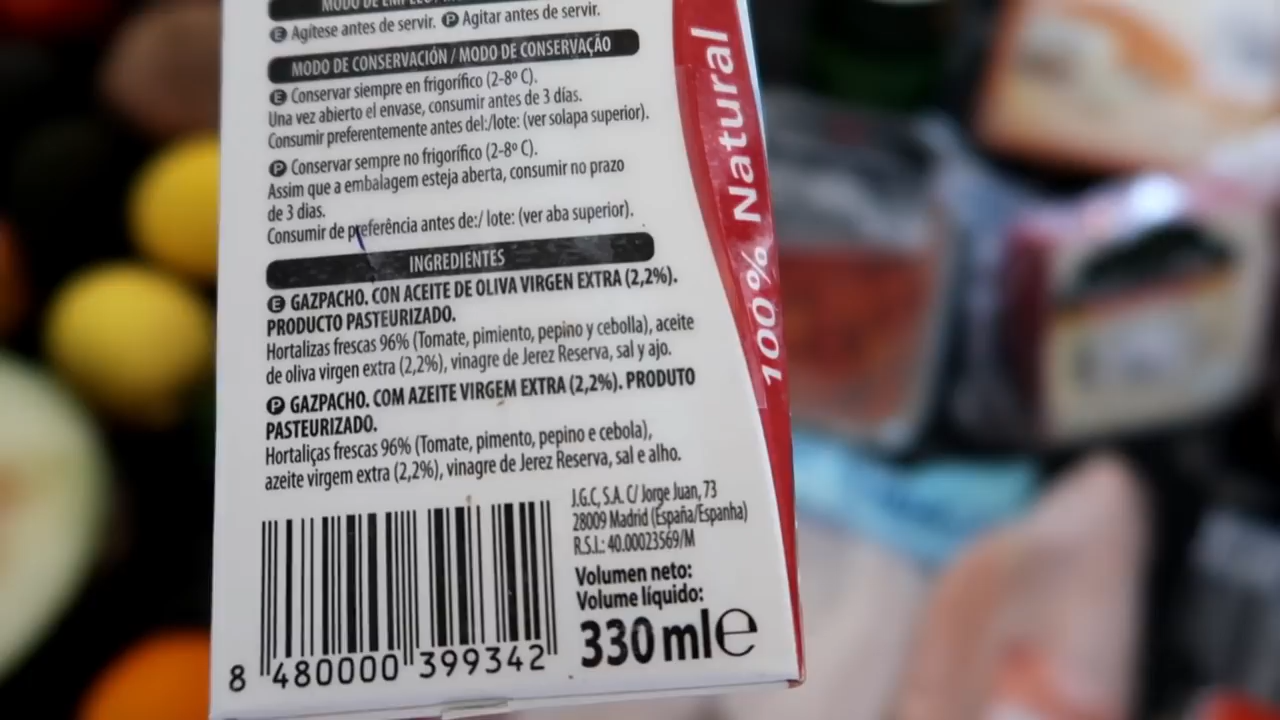 MODO DE EMPLEO
Ⓔ Agítese antes de servir. Ⓟ Agitar antes de servir.
MODO DE CONSERVACIÓN / MODO DE CONSERVAÇÃO
Ⓔ Conservar siempre en frigorífico (2-8º C).
Una vez abierto el envase, consumir antes de 3 días.
Consumir preferentemente antes del:/lote: (ver solapa superior).
Ⓟ Conservar sempre no frigorífico (2-8º C).
Assim que a embalagem esteja aberta, consumir no prazo
de 3 dias.
Consumir de preferência antes de:/ lote: (ver aba superior).
INGREDIENTES
Ⓔ GAZPACHO. CON ACEITE DE OLIVA VIRGEN EXTRA (2,2%).
PRODUCTO PASTEURIZADO.
Hortalizas frescas 96% (Tomate, pimiento, pepino y cebolla), aceite
de oliva virgen extra (2,2%), vinagre de Jerez Reserva, sal y ajo.
Ⓟ GAZPACHO. COM AZEITE VIRGEM EXTRA (2,2%). PRODUTO
PASTEURIZADO.
Hortaliças frescas 96% (Tomate, pimento, pepino e cebola),
azeite virgem extra (2,2%), vinagre de Jerez Reserva, sal e alho.
J.G.C, S.A. C/ Jorge Juan, 73
28009 Madrid (España/Espanha)
R.S.I.: 40.00023569/M
Volumen neto:
Volume líquido:
330 ml e
8 480000 399342
100% Natural